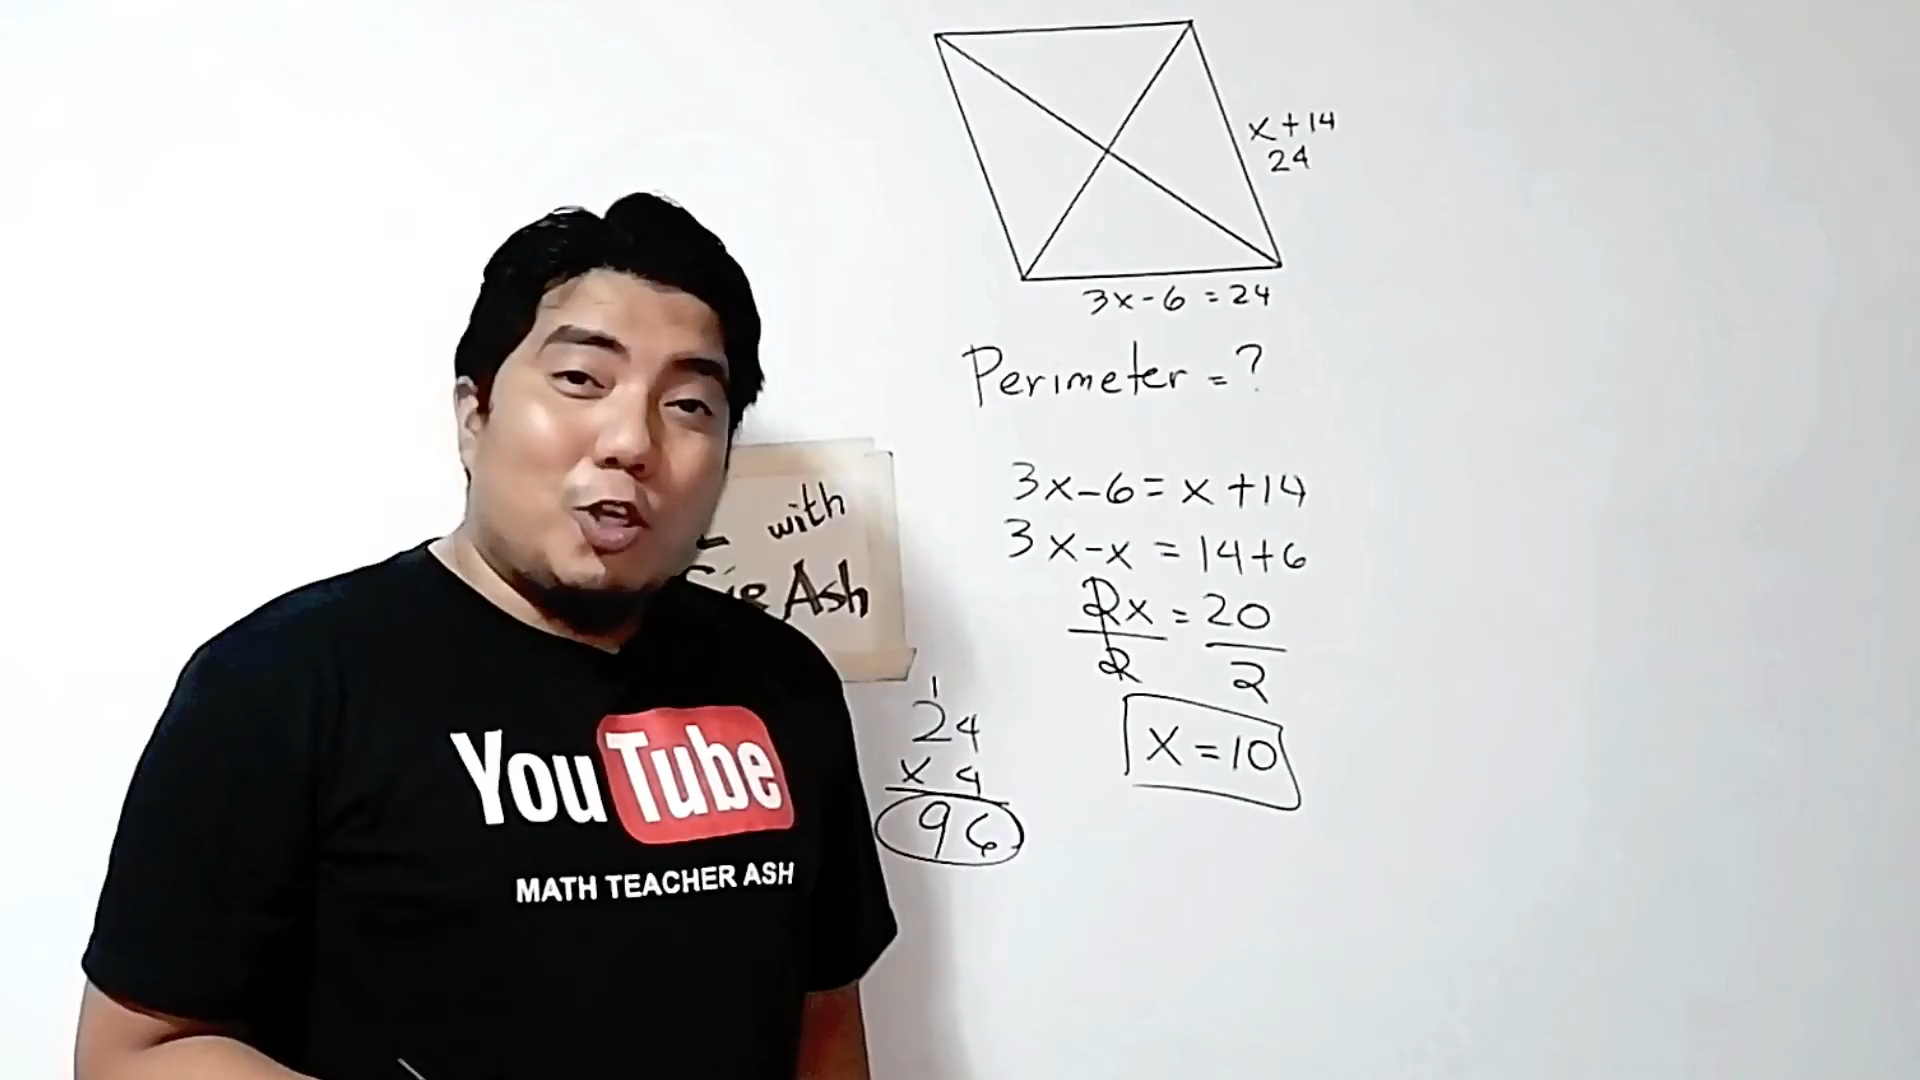 x+14
24
3x-6 = 24
Perimeter = ?
3x-6 = x+14
3x-x = 14+6
2x = 20
2 2
x = 10
1
24
x 4
96
with
Sir Ash
YouTube
MATH TEACHER ASH